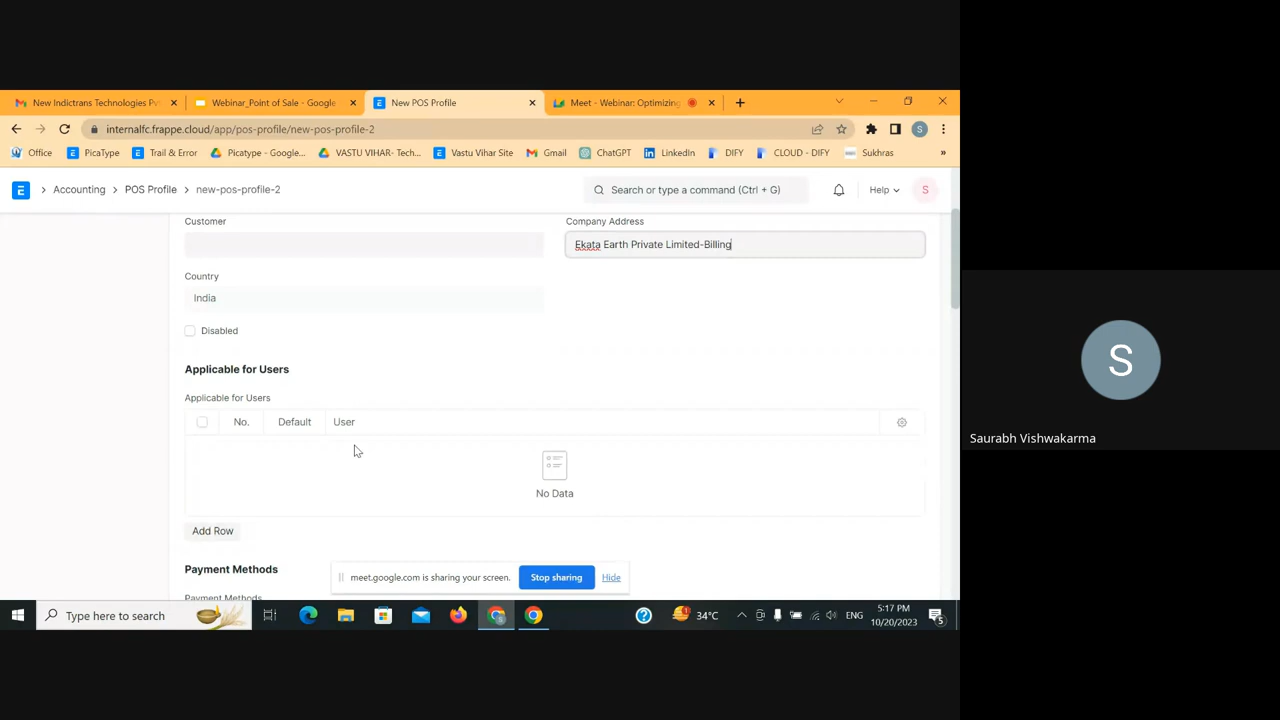 New Indictrans Technologies Pv
Webinar_Point of Sale - Google
New POS Profile
Meet - Webinar: Optimizing
internalfc.frappe.cloud/app/pos-profile/new-pos-profile-2
S
Office
PicaType
Trail & Error
Picatype - Google...
VASTU VIHAR- Tech...
Vastu Vihar Site
Gmail
ChatGPT
LinkedIn
DIFY
CLOUD - DIFY
Sukhras
»
E
Accounting
POS Profile
new-pos-profile-2
Search or type a command (Ctrl + G)
Help
S
Customer
Company Address
Ekata Earth Private Limited-Billing
Country
India
Disabled
Applicable for Users
Applicable for Users
No.
Default
User
No Data
Add Row
Payment Methods
Payment Methods
meet.google.com is sharing your screen.
Stop sharing
Hide
Type here to search
34°C
ENG
5:17 PM
10/20/2023
5
S
Saurabh Vishwakarma